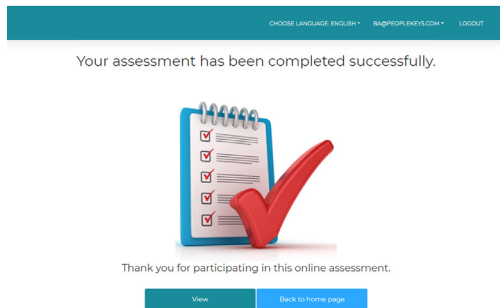 CHOOSE LANGUAGE: ENGLISH BA@PEOPLEKEYS.COM LOGOUT
Your assessment has been completed successfully.
Thank you for participating in this online assessment.
View Back to home page